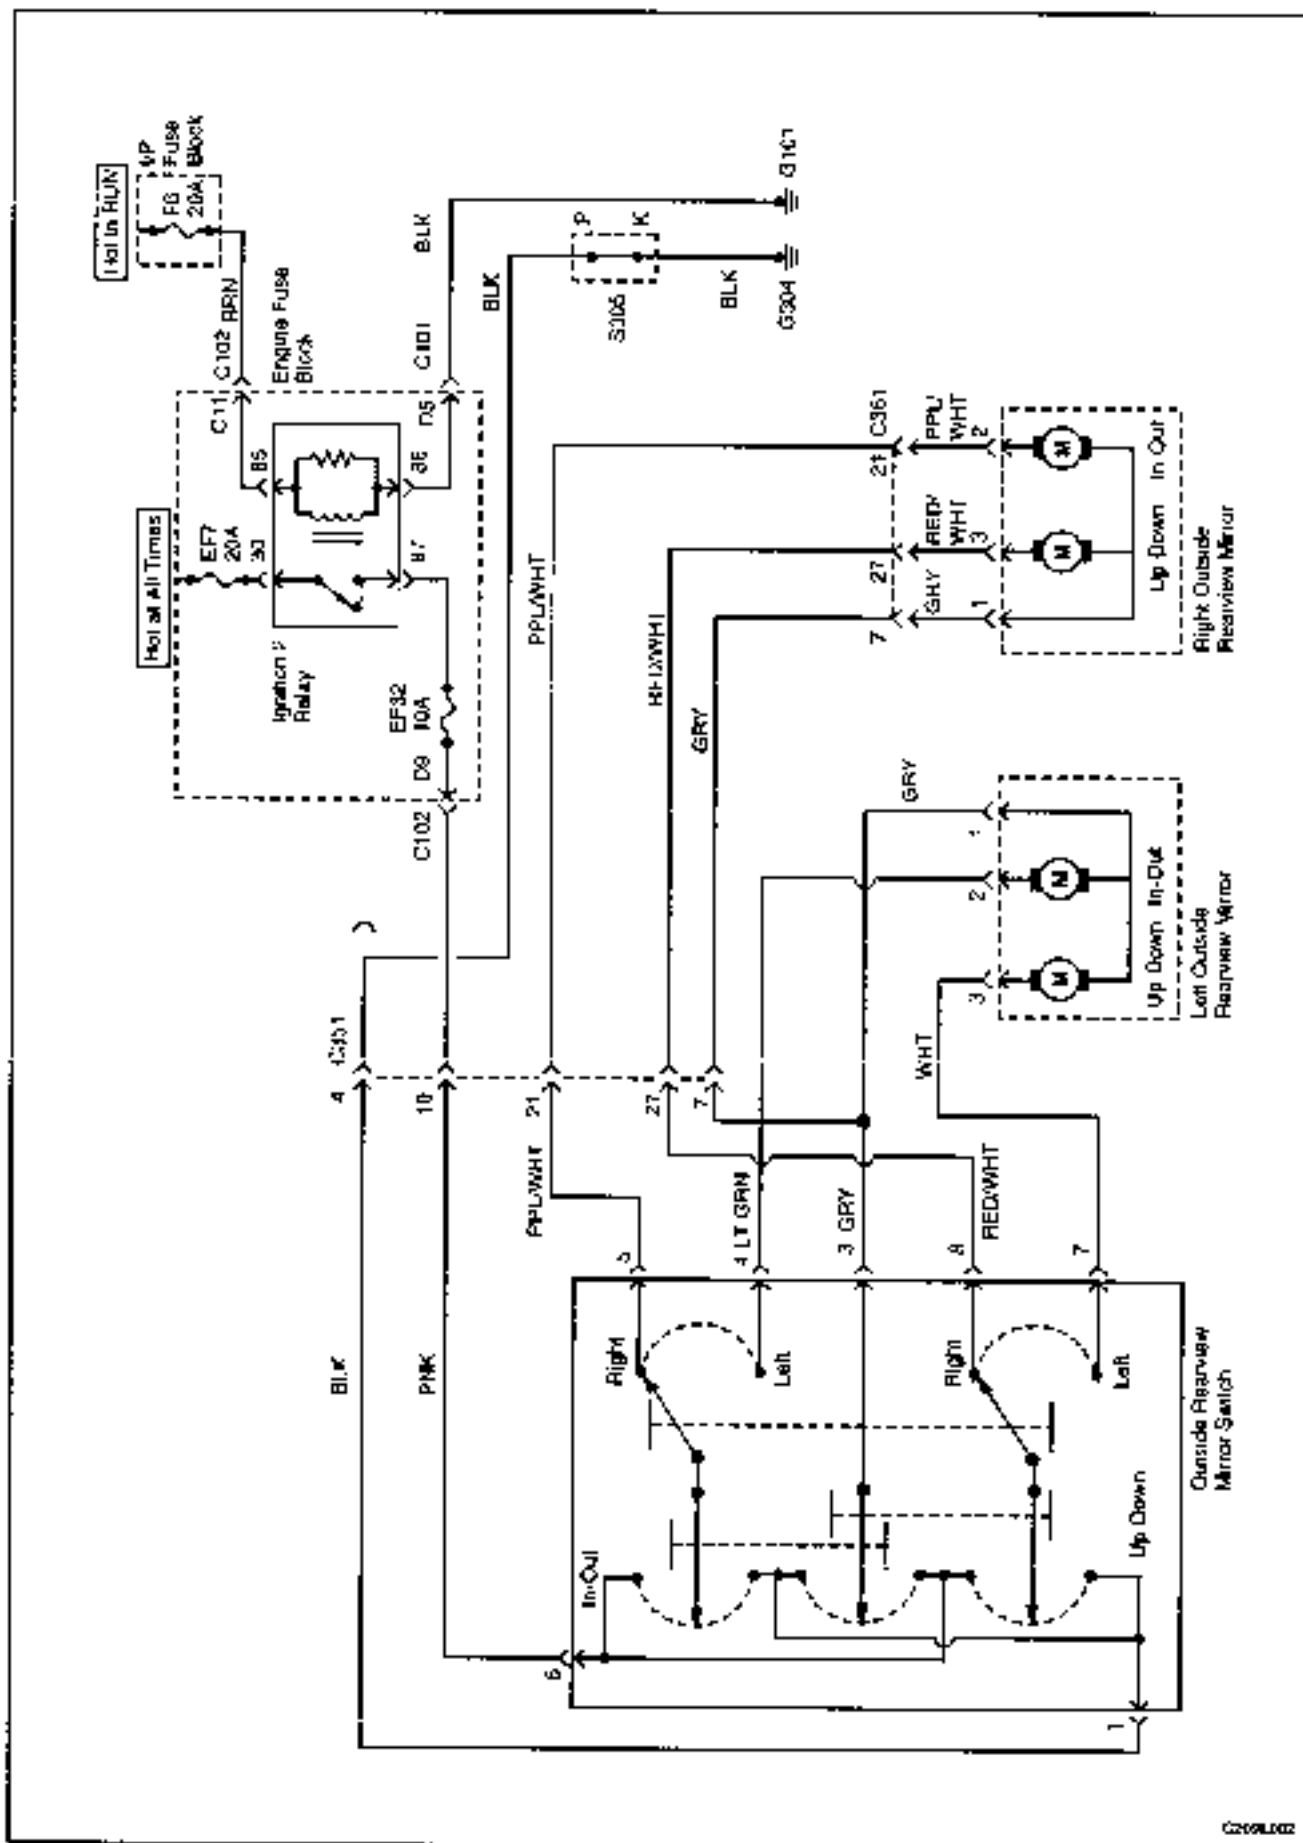 Hot in RUN
I/P
Fuse
Block
F6
20A
BRN
C102
C11
Engine Fuse
Block
Hot at All Times
EF7
20A
30
85
86
87
D5
C101
BLK
G101
Ignition 2
Relay
EF32
10A
D9
C102
BLK
S305
P
K
BLK
G304
4
C351
10
21
27
7
PPL/WHT
RED/WHT
GRY
21
C361
27
7
PPL/
WHT
RED/
WHT
GRY
2
3
1
Up Down
In Out
Right Outside
Rearview Mirror
GRY
1
2
3
Up Down
In-Out
Left Outside
Rearview Mirror
WHT
BLK
PNK
PPL/WHT
5
4 LT GRN
3 GRY
8
RED/WHT
7
Right
Left
Right
Left
In-Out
Up Down
6
1
Outside Rearview
Mirror Switch